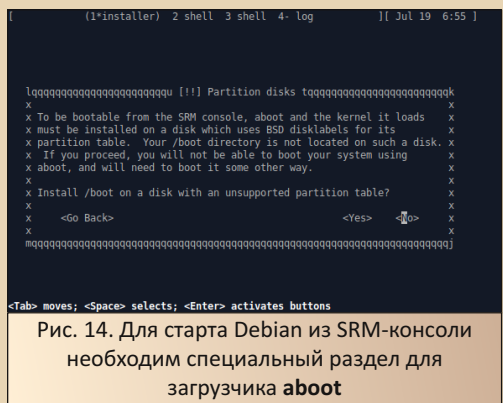 [ (1*installer) 2 shell 3 shell 4- log ][ Jul 19 6:55 ]
lqqqqqqqqqqqqqqqqqqqqqqqqu [!!] Partition disks tqqqqqqqqqqqqqqqqqqqqqqqqk
x x
x To be bootable from the SRM console, aboot and the kernel it loads x
x must be installed on a disk which uses BSD disklabels for its x
x partition table. Your /boot directory is not located on such a disk. x
x If you proceed, you will not be able to boot your system using x
x aboot, and will need to boot it some other way. x
x x
x Install /boot on a disk with an unsupported partition table? x
x x
x <Go Back> <Yes> <No> x
x x
mqqqqqqqqqqqqqqqqqqqqqqqqqqqqqqqqqqqqqqqqqqqqqqqqqqqqqqqqqqqqqqqqqqqqqqj
<Tab> moves; <Space> selects; <Enter> activates buttons
Рис. 14. Для старта Debian из SRM-консоли
необходим специальный раздел для
загрузчика aboot